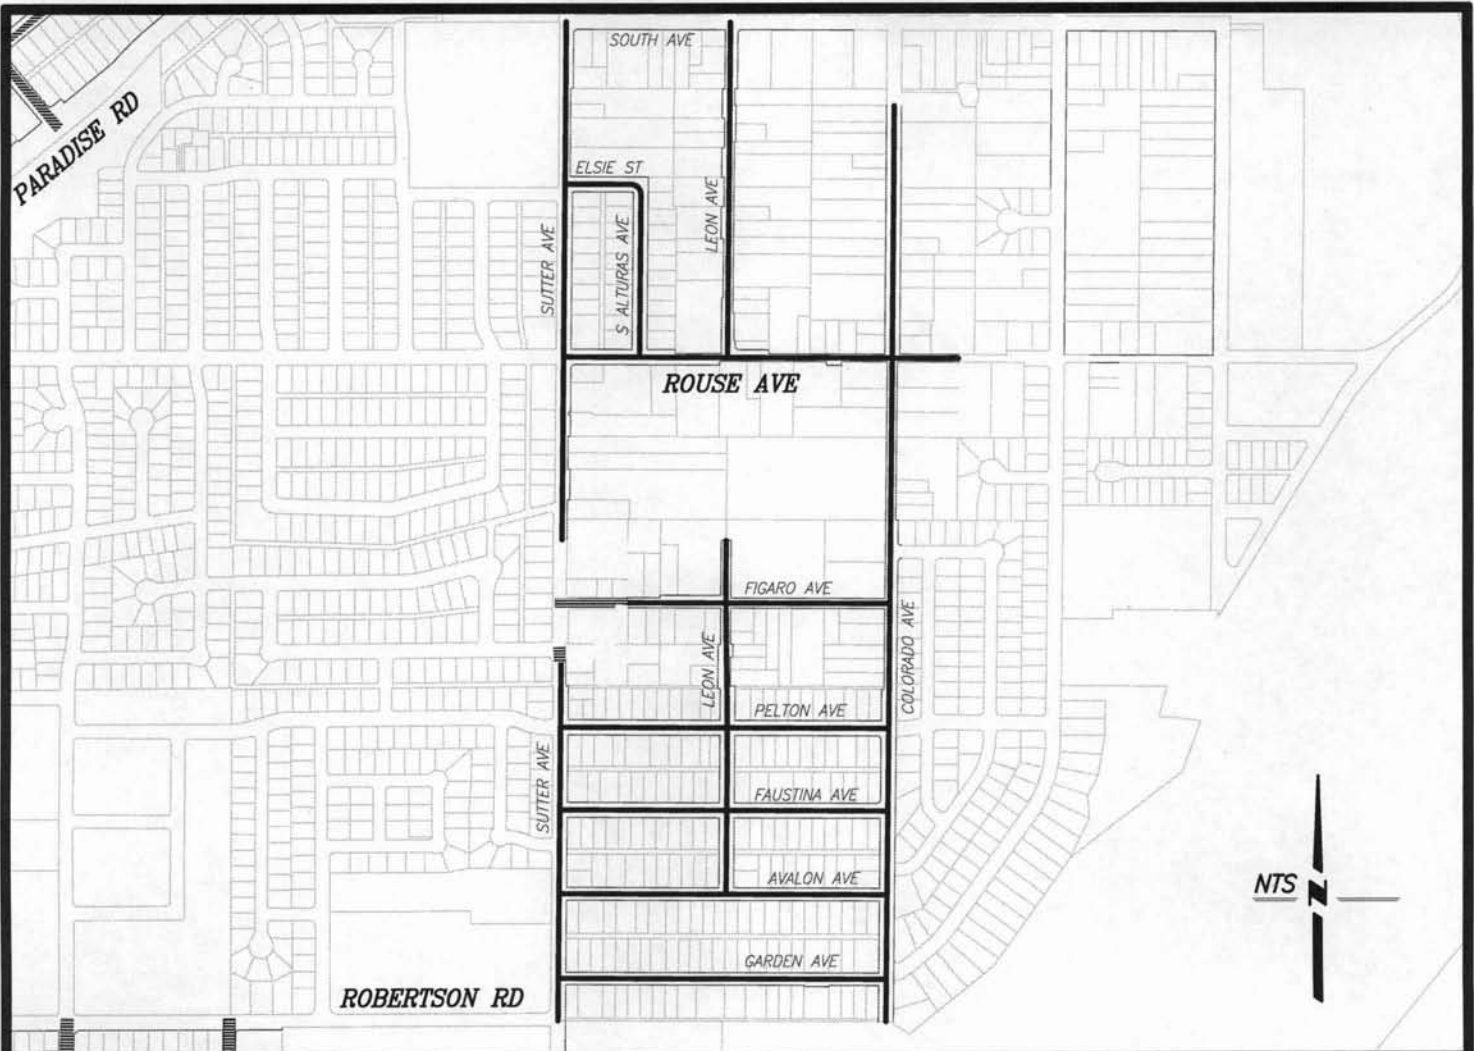 SOUTH AVE
PARADISE RD
ELSIE ST
LEON AVE
SUTTER AVE
S ALTURAS AVE
ROUSE AVE
FIGARO AVE
COLORADO AVE
LEON AVE
PELTON AVE
SUTTER AVE
FAUSTINA AVE
AVALON AVE
NTS
N
GARDEN AVE
ROBERTSON RD